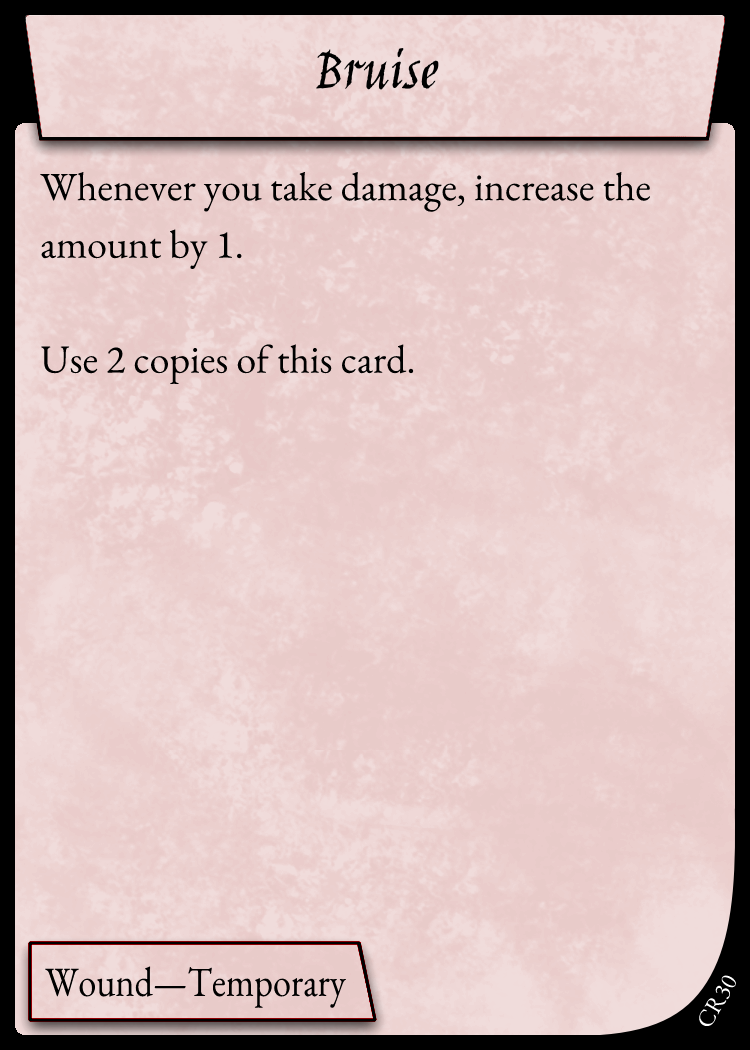 Bruise
Whenever you take damage, increase the
amount by 1.
Use 2 copies of this card.
Wound—Temporary
CR30